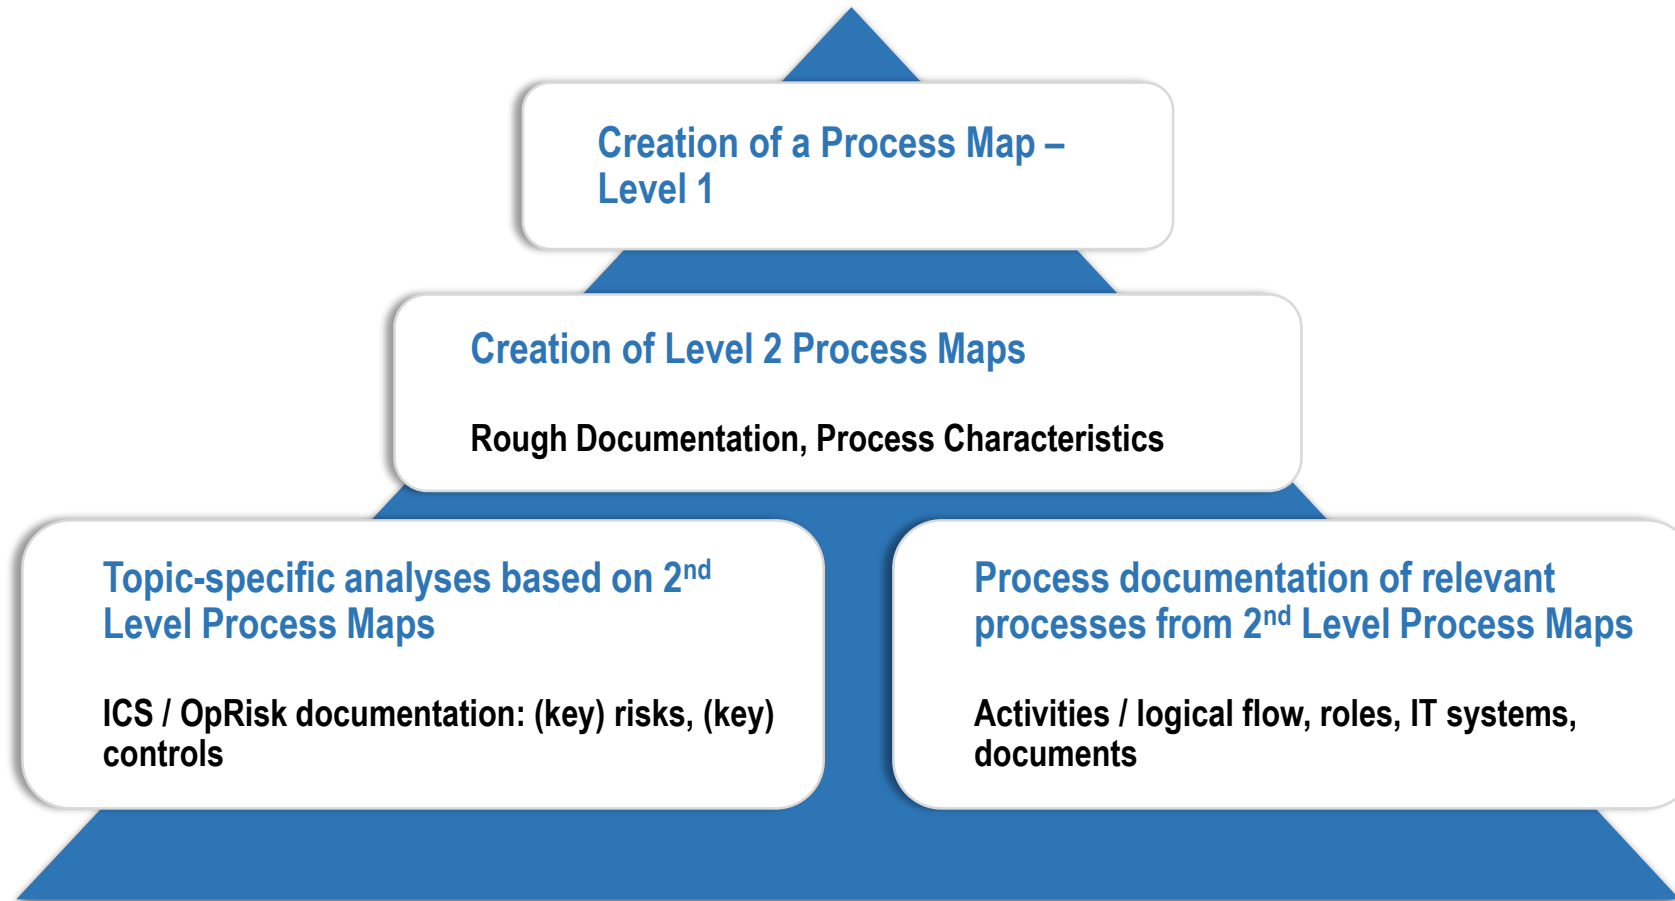 Creation of a Process Map –
Level 1
Creation of Level 2 Process Maps
Rough Documentation, Process Characteristics
Topic-specific analyses based on 2nd
Level Process Maps
ICS / OpRisk documentation: (key) risks, (key)
controls
Process documentation of relevant
processes from 2nd Level Process Maps
Activities / logical flow, roles, IT systems,
documents